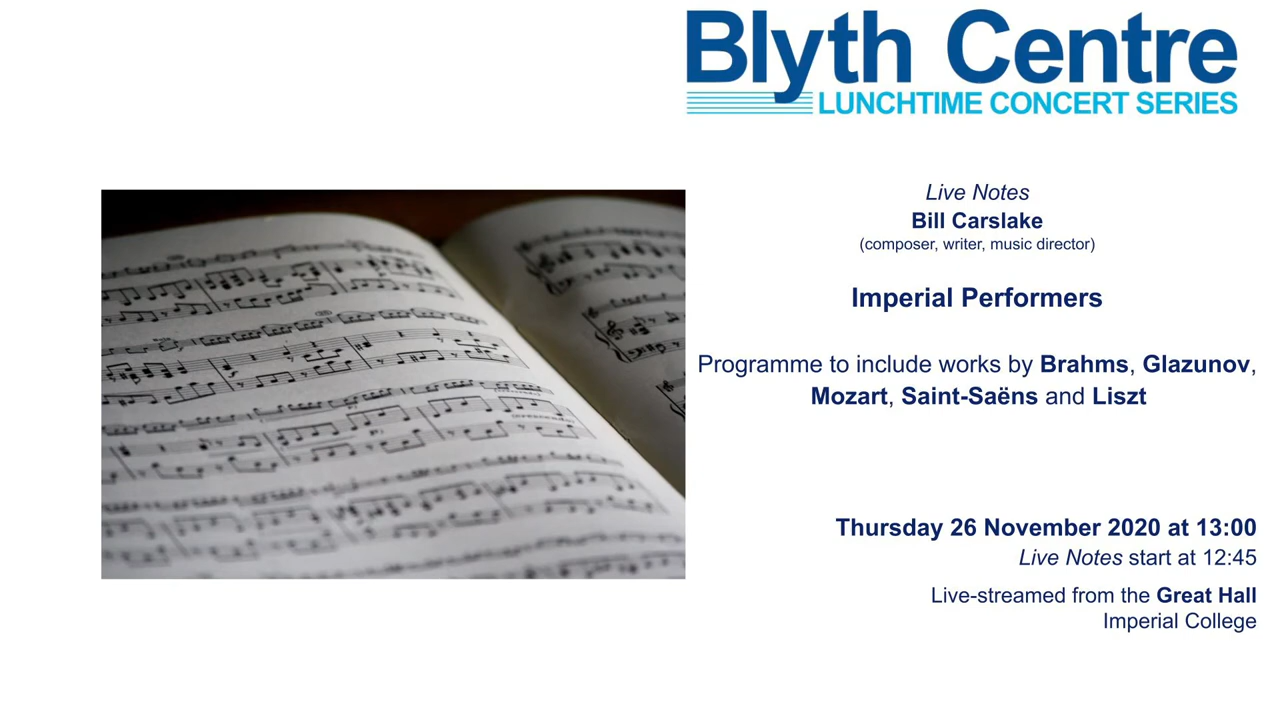 Blyth Centre
LUNCHTIME CONCERT SERIES
Live Notes
Bill Carslake
(composer, writer, music director)
Imperial Performers
Programme to include works by Brahms, Glazunov,
Mozart, Saint-Saëns and Liszt
Thursday 26 November 2020 at 13:00
Live Notes start at 12:45
Live-streamed from the Great Hall
Imperial College